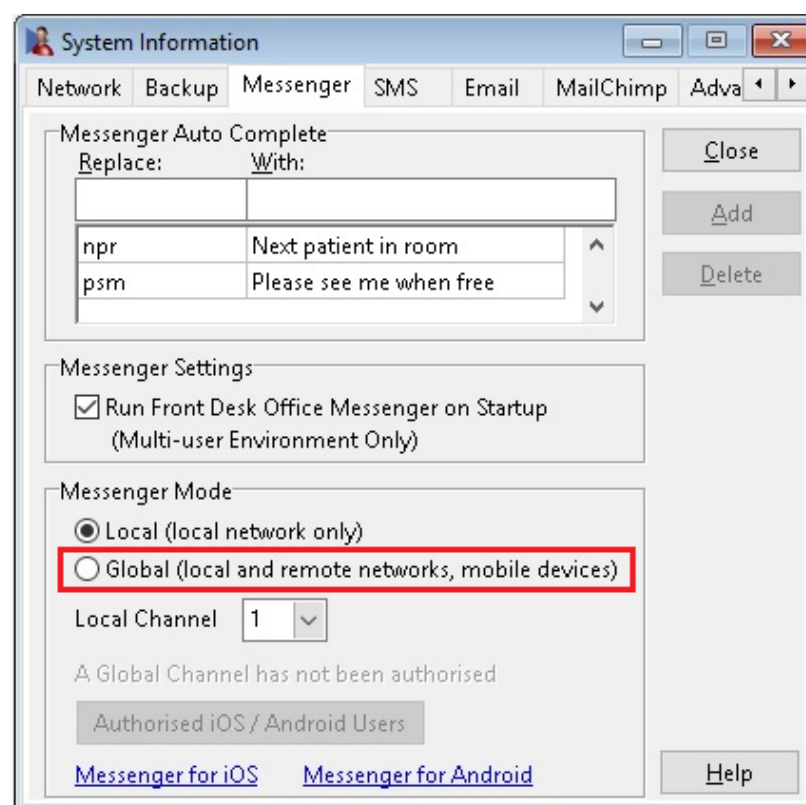 System Information
Network Backup Messenger SMS Email MailChimp Adva
Messenger Auto Complete
Replace: With:
Close
Add
npr Next patient in room
psm Please see me when free
Delete
Messenger Settings
Run Front Desk Office Messenger on Startup
(Multi-user Environment Only)
Messenger Mode
Local (local network only)
Global (local and remote networks, mobile devices)
Local Channel 1
A Global Channel has not been authorised
Authorised iOS / Android Users
Messenger for iOS Messenger for Android
Help